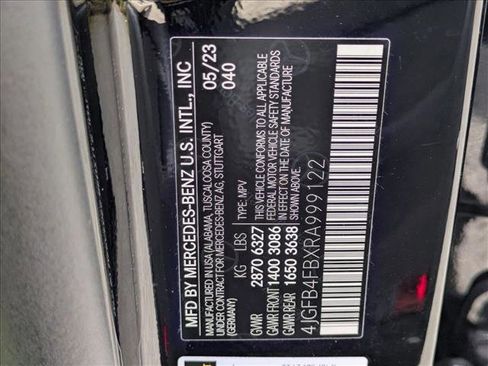 MFD BY MERCEDES-BENZ U.S. INTL., INC
MANUFACTURED IN USA (ALABAMA, TUSCALOOSA COUNTY) 05/23
UNDER CONTRACT FOR MERCEDES-BENZ AG, STUTTGART 040
(GERMANY)
KG LBS TYPE: MPV
GVWR 2870 6327 THIS VEHICLE CONFORMS TO ALL APPLICABLE
GAWR FRONT 1400 3086 FEDERAL MOTOR VEHICLE SAFETY STANDARDS
GAWR REAR 1650 3638 IN EFFECT ON THE DATE OF MANUFACTURE
SHOWN ABOVE.
4JGFB4FBXRA999122